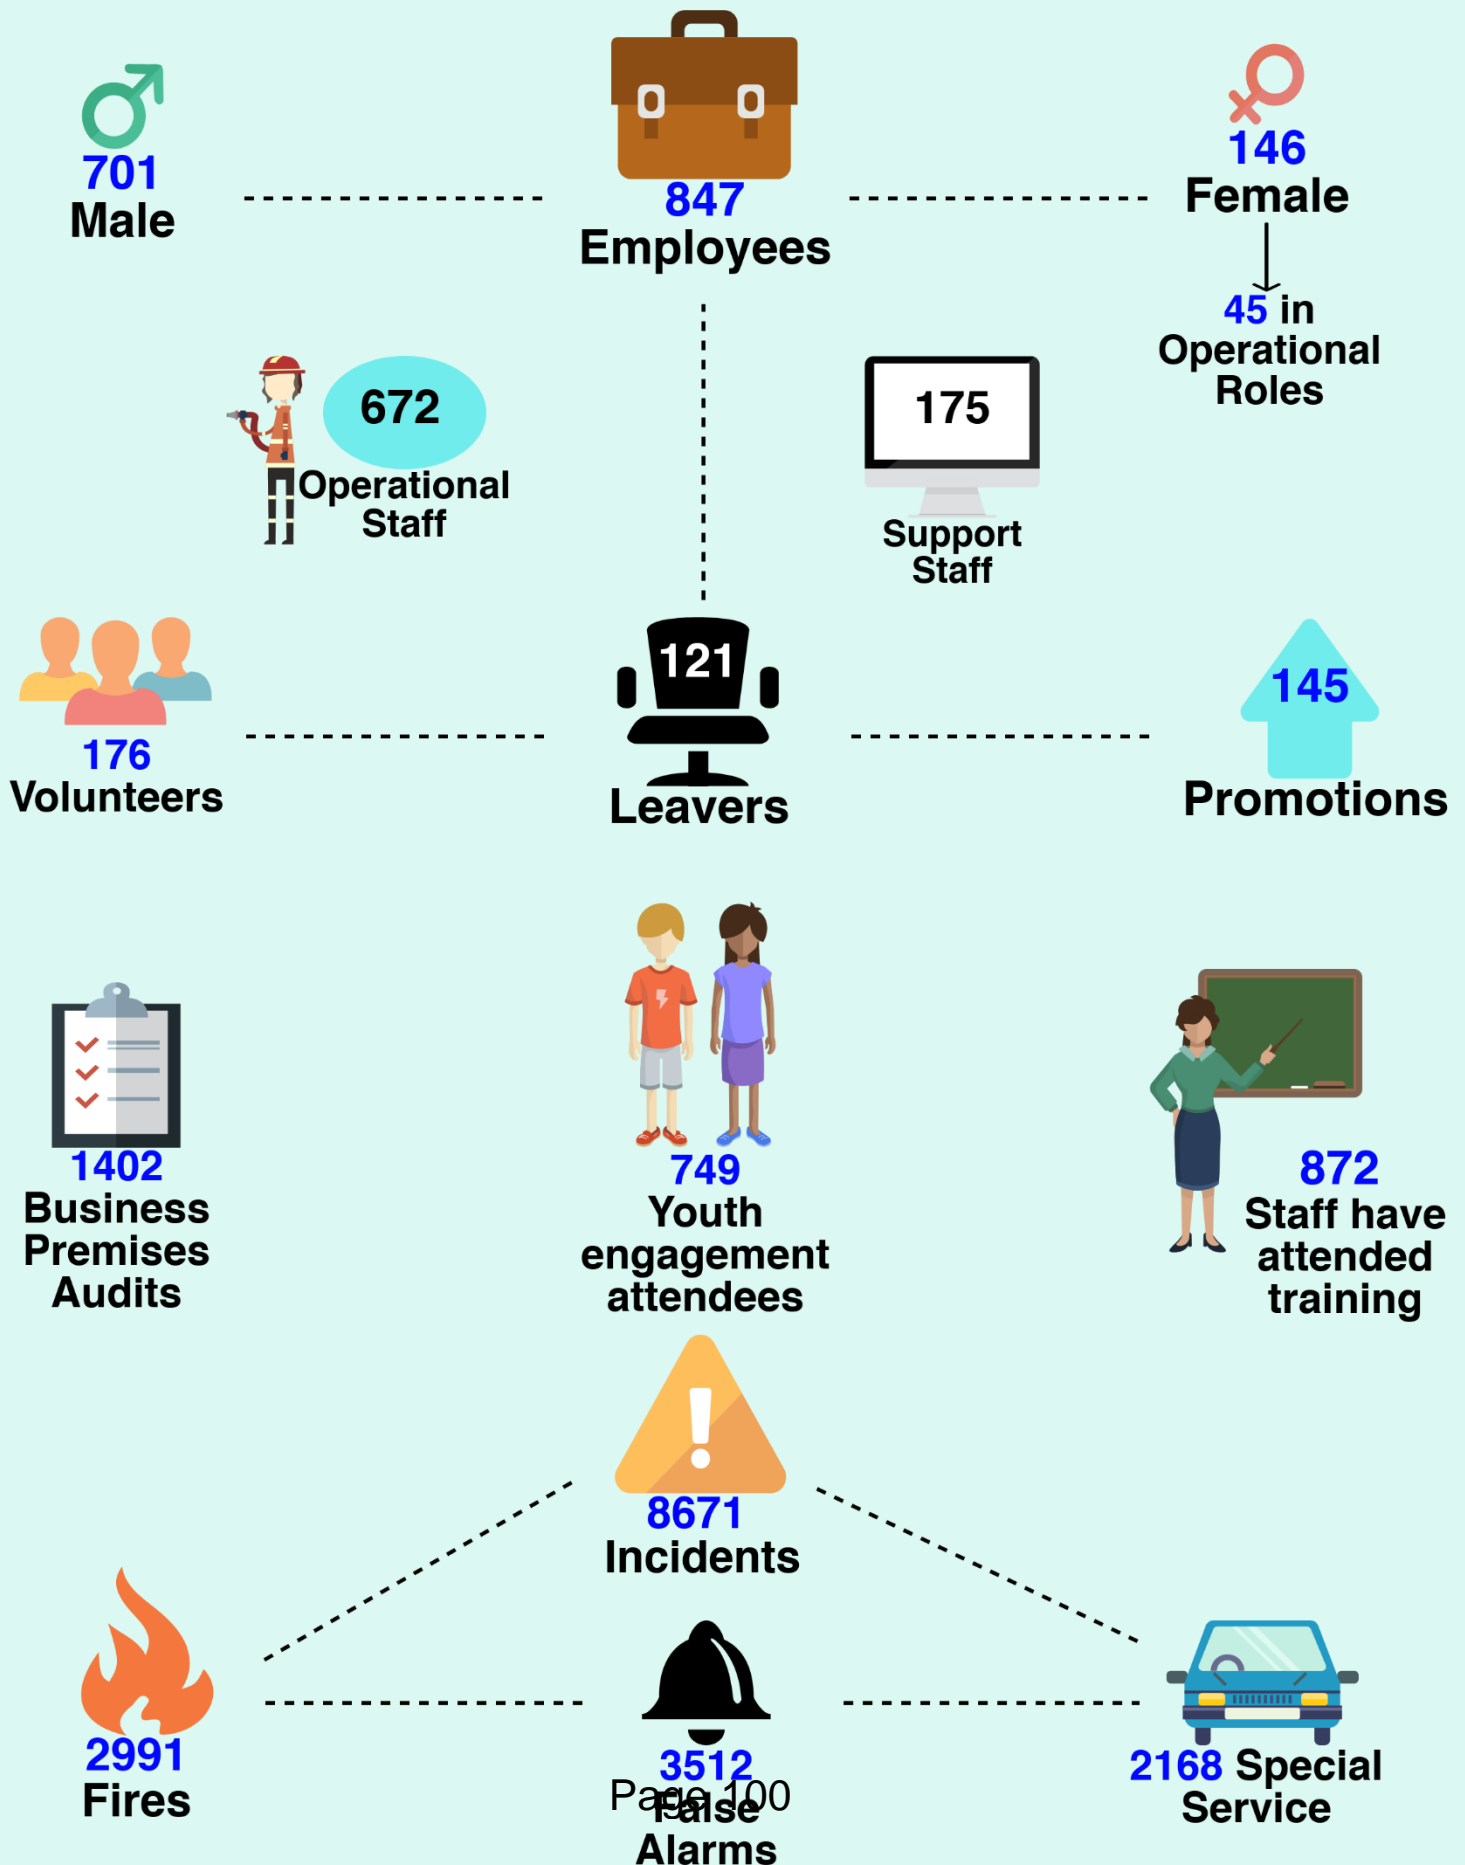 701
Male
847
Employees
146
Female
45 in
Operational
Roles
672
Operational
Staff
175
Support
Staff
176
Volunteers
121
Leavers
145
Promotions
1402
Business
Premises
Audits
749
Youth
engagement
attendees
872
Staff have
attended
training
8671
Incidents
2991
Fires
3512
False
Alarms
Page 100
2168 Special
Service